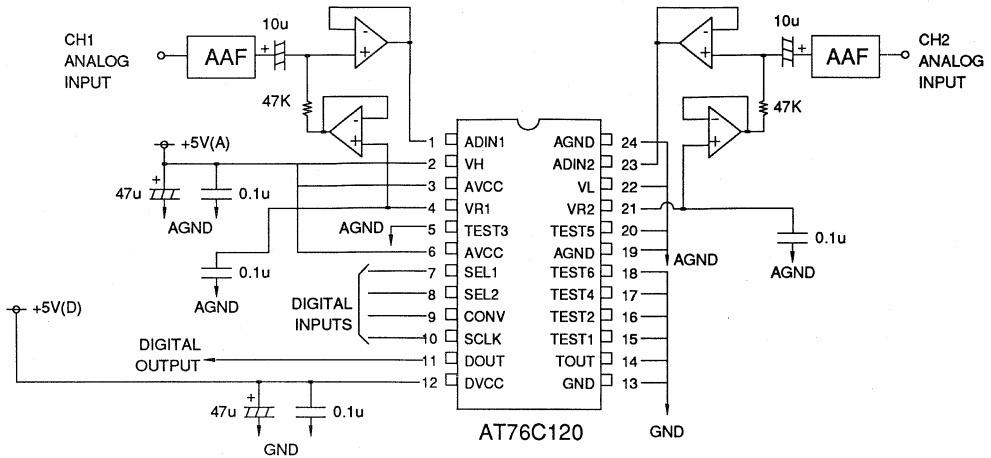 CH1
ANALOG
INPUT
AAF
10u
+
-
+
47K
-
+
10u
+
AAF
CH2
ANALOG
INPUT
-
+
47K
-
+
+5V(A)
+
47u
0.1u
AGND
0.1u
AGND
AGND
+5V(D)
DIGITAL
INPUTS
DIGITAL
OUTPUT
+
47u
0.1u
GND
1 ADIN1
2 VH
3 AVCC
4 VR1
5 TEST3
6 AVCC
7 SEL1
8 SEL2
9 CONV
10 SCLK
11 DOUT
12 DVCC
AGND 24
ADIN2 23
VL 22
VR2 21
TEST5 20
AGND 19
TEST6 18
TEST4 17
TEST2 16
TEST1 15
TOUT 14
GND 13
AGND
0.1u
AGND
GND
AT76C120